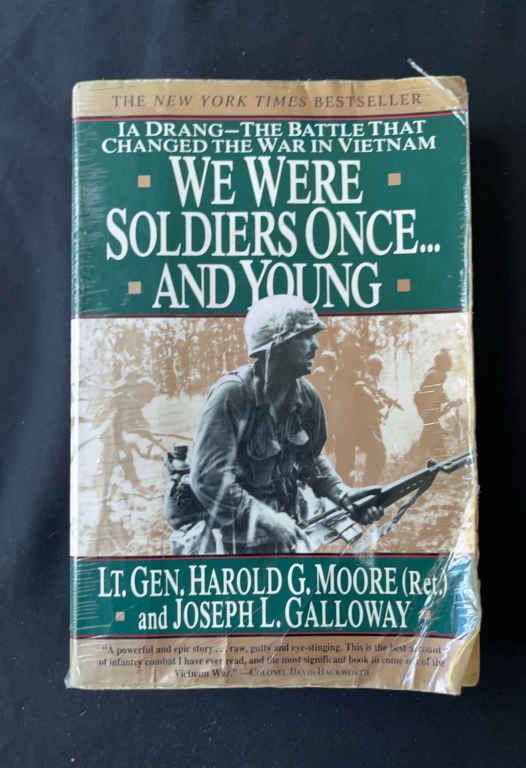 THE NEW YORK TIMES BESTSELLER
IA DRANG—THE BATTLE THAT
CHANGED THE WAR IN VIETNAM
WE WERE
SOLDIERS ONCE...
AND YOUNG
LT. GEN. HAROLD G. MOORE (Ret.)
and JOSEPH L. GALLOWAY
"A powerful and epic story ... raw, gutty and eye-stinging. This is the best account
of infantry combat I have ever read, and the most significant book to come out of the
Vietnam War." —COLONEL DAVID HACKWORTH